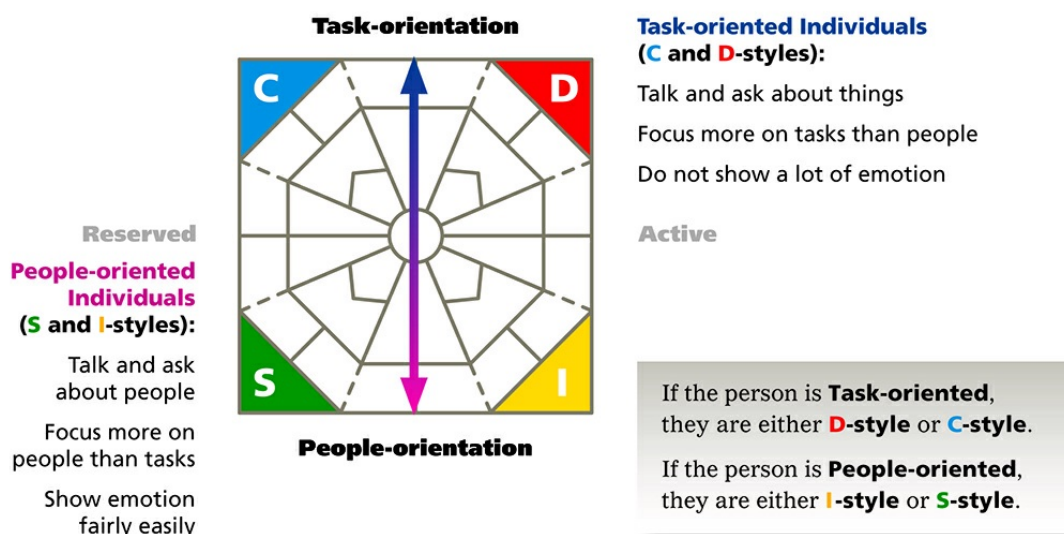 Task-orientation
C
D
S
I
People-orientation
Reserved
People-oriented
Individuals
(S and I-styles):
Talk and ask
about people
Focus more on
people than tasks
Show emotion
fairly easily
Task-oriented Individuals
(C and D-styles):
Talk and ask about things
Focus more on tasks than people
Do not show a lot of emotion
Active
If the person is Task-oriented,
they are either D-style or C-style.
If the person is People-oriented,
they are either I-style or S-style.